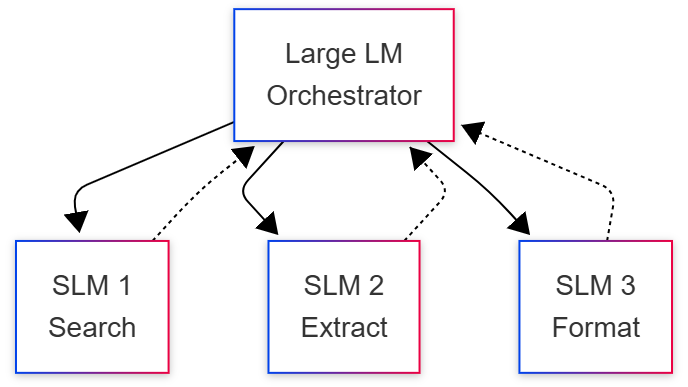 Large LM
Orchestrator
SLM 1
Search
SLM 2
Extract
SLM 3
Format